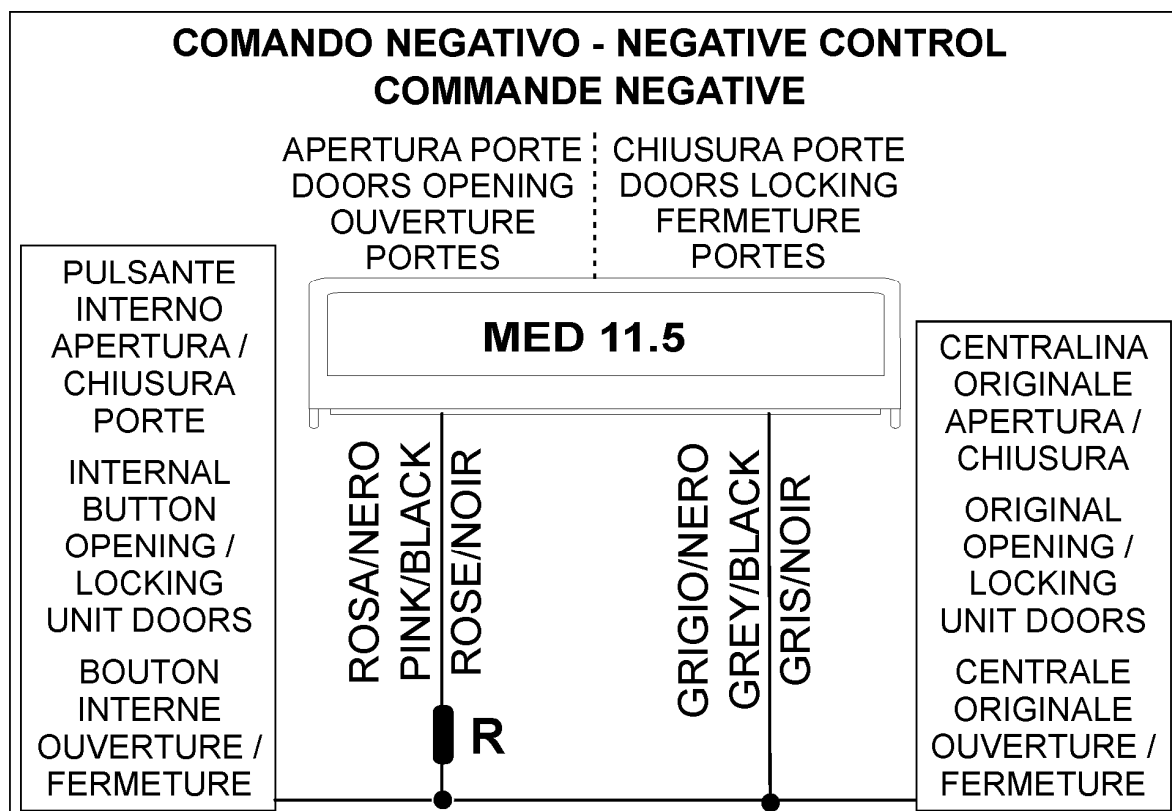 COMANDO NEGATIVO - NEGATIVE CONTROL
COMMANDE NEGATIVE
APERTURA PORTE
DOORS OPENING
OUVERTURE
PORTES
CHIUSURA PORTE
DOORS LOCKING
FERMETURE
PORTES
PULSANTE
INTERNO
APERTURA /
CHIUSURA
PORTE
INTERNAL
BUTTON
OPENING /
LOCKING
UNIT DOORS
BOUTON
INTERNE
OUVERTURE /
FERMETURE
MED 11.5
ROSA/NERO
PINK/BLACK
ROSE/NOIR
R
GRIGIO/NERO
GREY/BLACK
GRIS/NOIR
CENTRALINA
ORIGINALE
APERTURA /
CHIUSURA
ORIGINAL
OPENING /
LOCKING
UNIT DOORS
CENTRALE
ORIGINALE
OUVERTURE /
FERMETURE